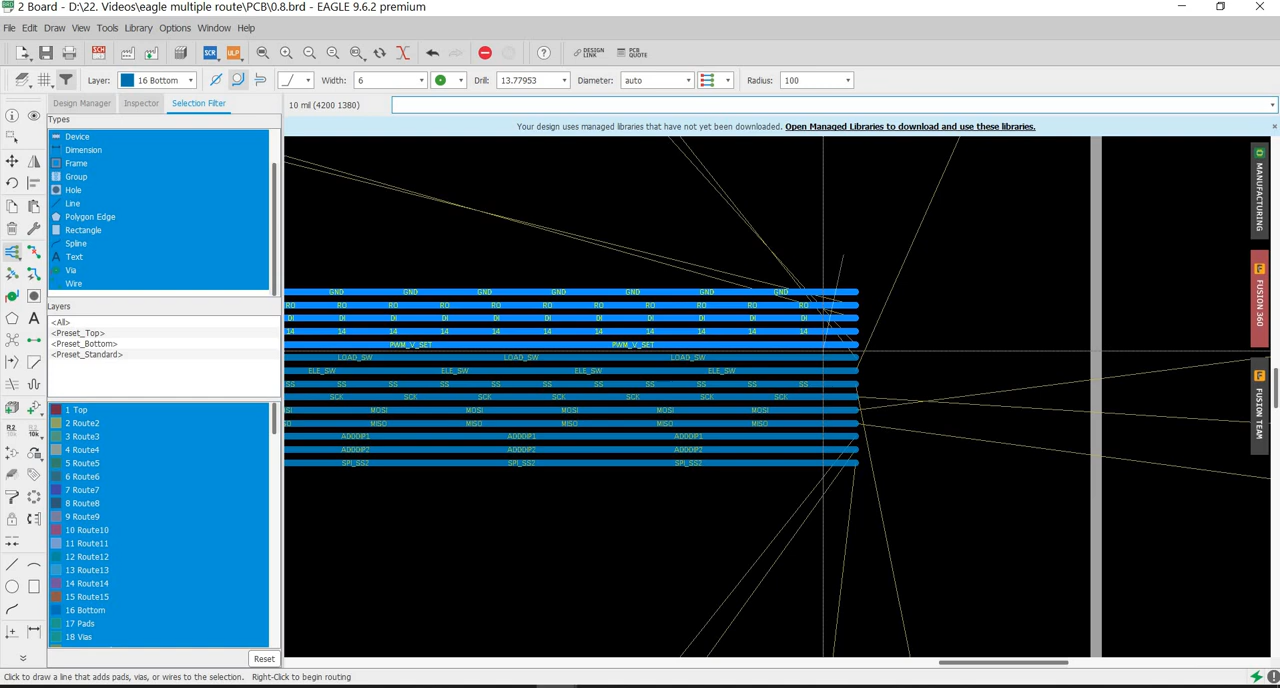 2 Board - D:\22. Videos\eagle multiple route\PCB\0.8.brd - EAGLE 9.6.2 premium
File Edit Draw View Tools Library Options Window Help
SCH SCR ULP DESIGN LINK PCB QUOTE
Layer: 16 Bottom Width: 6 Drill: 13.77953 Diameter: auto Radius: 100
Design Manager Inspector Selection Filter
10 mil (4200 1380)
Types
Your design uses managed libraries that have not yet been downloaded. Open Managed Libraries to download and use these libraries.
Device
Dimension
Frame
Group
Hole
Line
Polygon Edge
Rectangle
Spline
Text
Via
Wire
Layers
<All>
<Preset_Top>
<Preset_Bottom>
<Preset_Standard>
1 Top
2 Route2
3 Route3
4 Route4
5 Route5
6 Route6
7 Route7
8 Route8
9 Route9
10 Route10
11 Route11
12 Route12
13 Route13
14 Route14
15 Route15
16 Bottom
17 Pads
18 Vias
Reset
GND GND GND GND GND GND GND
RO RO RO RO RO RO RO RO RO RO RO
DI DI DI DI DI DI DI DI DI DI DI
14 14 14 14 14 14 14 14 14 14 14
PWM_V_SET PWM_V_SET
LOAD_SW LOAD_SW LOAD_SW
ELE_SW ELE_SW ELE_SW ELE_SW
SS SS SS SS SS SS SS SS SS SS SS
SCK SCK SCK SCK SCK SCK SCK
MOSI MOSI MOSI MOSI MOSI
MISO MISO MISO MISO MISO
ADDOIP1 ADDOIP1 ADDOIP1
ADDOIP2 ADDOIP2 ADDOIP2
SPI_SS2 SPI_SS2 SPI_SS2
MANUFACTURING
FUSION 360
FUSION TEAM
Click to draw a line that adds pads, vias, or wires to the selection. Right-Click to begin routing